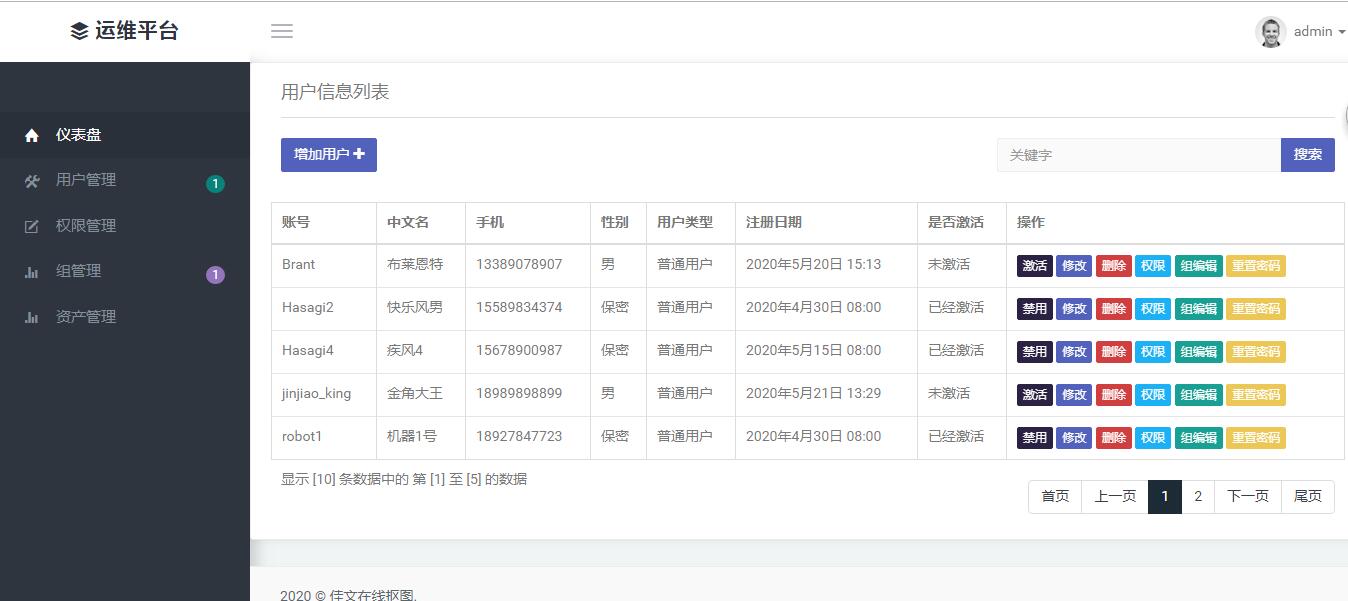 运维平台
admin
仪表盘
用户管理 1
权限管理
组管理 1
资产管理
用户信息列表
增加用户
关键字 搜索
账号 中文名 手机 性别 用户类型 注册日期 是否激活 操作
Brant 布莱恩特 13389078907 男 普通用户 2020年5月20日 15:13 未激活 激活 修改 删除 权限 组编辑 重置密码
Hasagi2 快乐风男 15589834374 保密 普通用户 2020年4月30日 08:00 已经激活 禁用 修改 删除 权限 组编辑 重置密码
Hasagi4 疾风4 15678900987 保密 普通用户 2020年5月15日 08:00 已经激活 禁用 修改 删除 权限 组编辑 重置密码
jinjiao_king 金角大王 18989898899 男 普通用户 2020年5月21日 13:29 未激活 激活 修改 删除 权限 组编辑 重置密码
robot1 机器1号 18927847723 保密 普通用户 2020年4月30日 08:00 已经激活 禁用 修改 删除 权限 组编辑 重置密码
显示 [10] 条数据中的 第 [1] 至 [5] 的数据
首页 上一页 1 2 下一页 尾页
2020 © 佳文在线抠图.